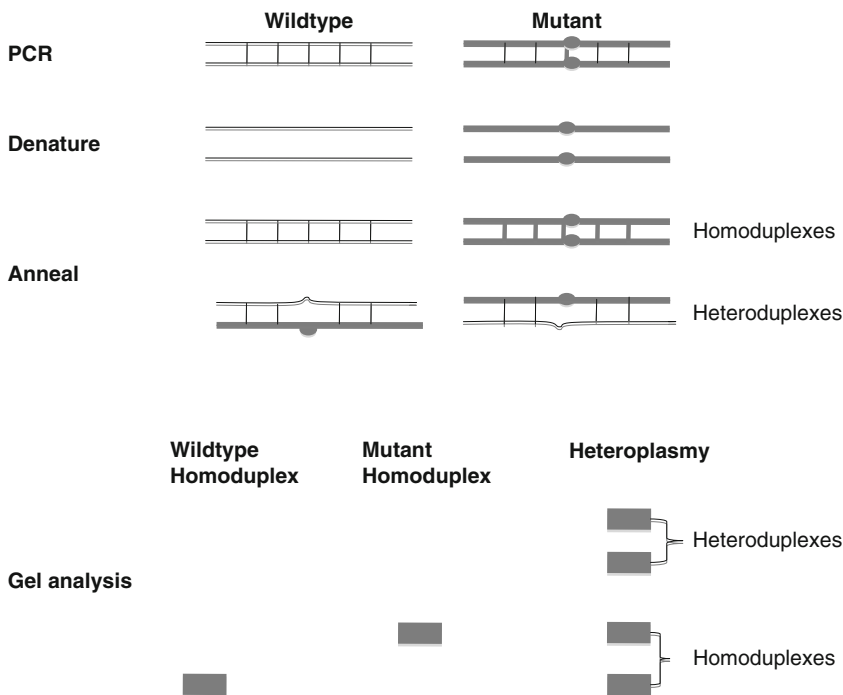 Wildtype Mutant
PCR
Denature
Homoduplexes
Anneal
Heteroduplexes
Wildtype Homoduplex
Mutant Homoduplex
Heteroplasmy
Heteroduplexes
Gel analysis
Homoduplexes